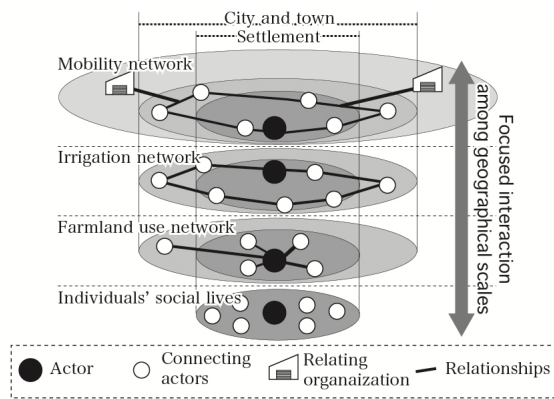 City and town
Settlement
Mobility network
Irrigation network
Farmland use network
Individuals' social lives
Focused interaction
among geographical scales
Actor
Connecting
actors
Relating
organaization
Relationships